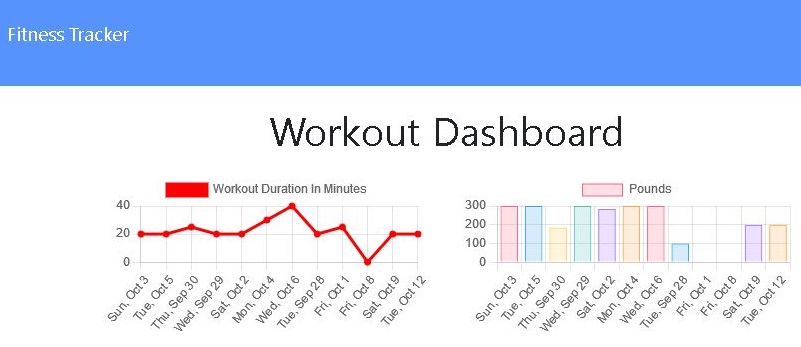 Fitness Tracker
Workout Dashboard
Workout Duration In Minutes
40
20
0
Sun, Oct 3
Tue, Oct 5
Thu, Sep 30
Wed, Sep 29
Sat, Oct 2
Mon, Oct 4
Wed, Oct 6
Tue, Sep 28
Fri, Oct 1
Fri, Oct 8
Sat, Oct 9
Tue, Oct 12
Pounds
300
200
100
0
Sun, Oct 3
Tue, Oct 5
Thu, Sep 30
Wed, Sep 29
Sat, Oct 2
Mon, Oct 4
Wed, Oct 6
Tue, Sep 28
Fri, Oct 1
Fri, Oct 8
Sat, Oct 9
Tue, Oct 12